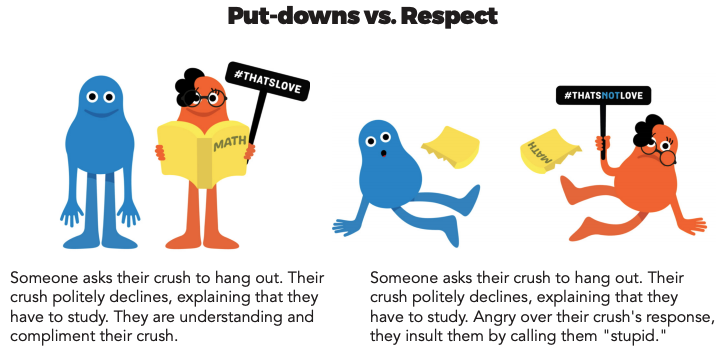 Put-downs vs. Respect
#THATSLOVE
MATH
Someone asks their crush to hang out. Their
crush politely declines, explaining that they
have to study. They are understanding and
compliment their crush.
#THATSNOTLOVE
MATH
Someone asks their crush to hang out. Their
crush politely declines, explaining that they
have to study. Angry over their crush's response,
they insult them by calling them "stupid."